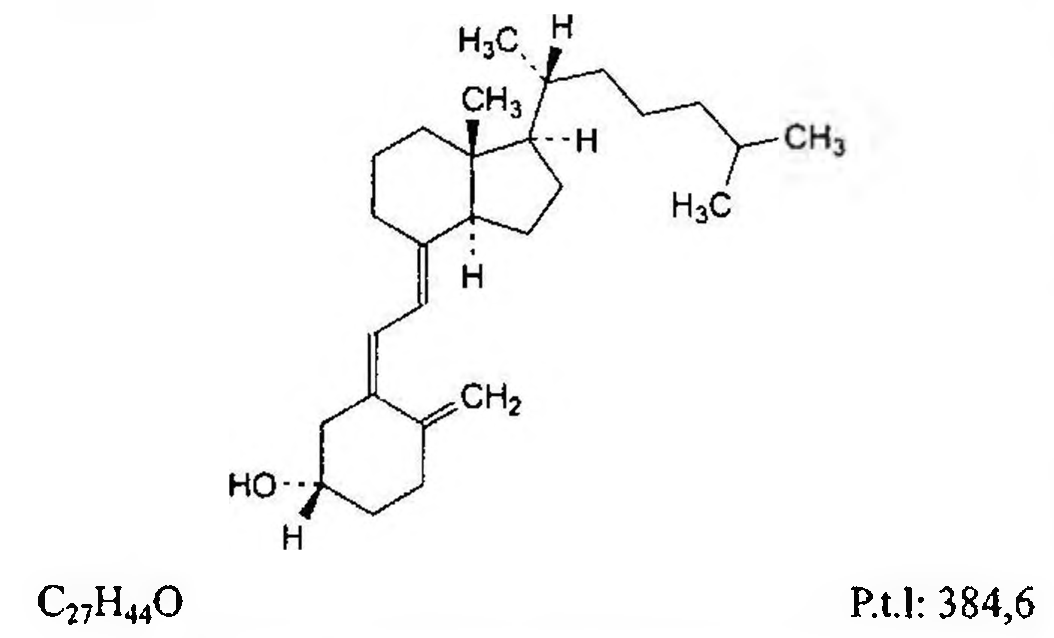 H
H₃C
CH₃
H
CH₃
H₃C
H
CH₂
HO
H
C₂₇H₄₄O P.t.l: 384,6